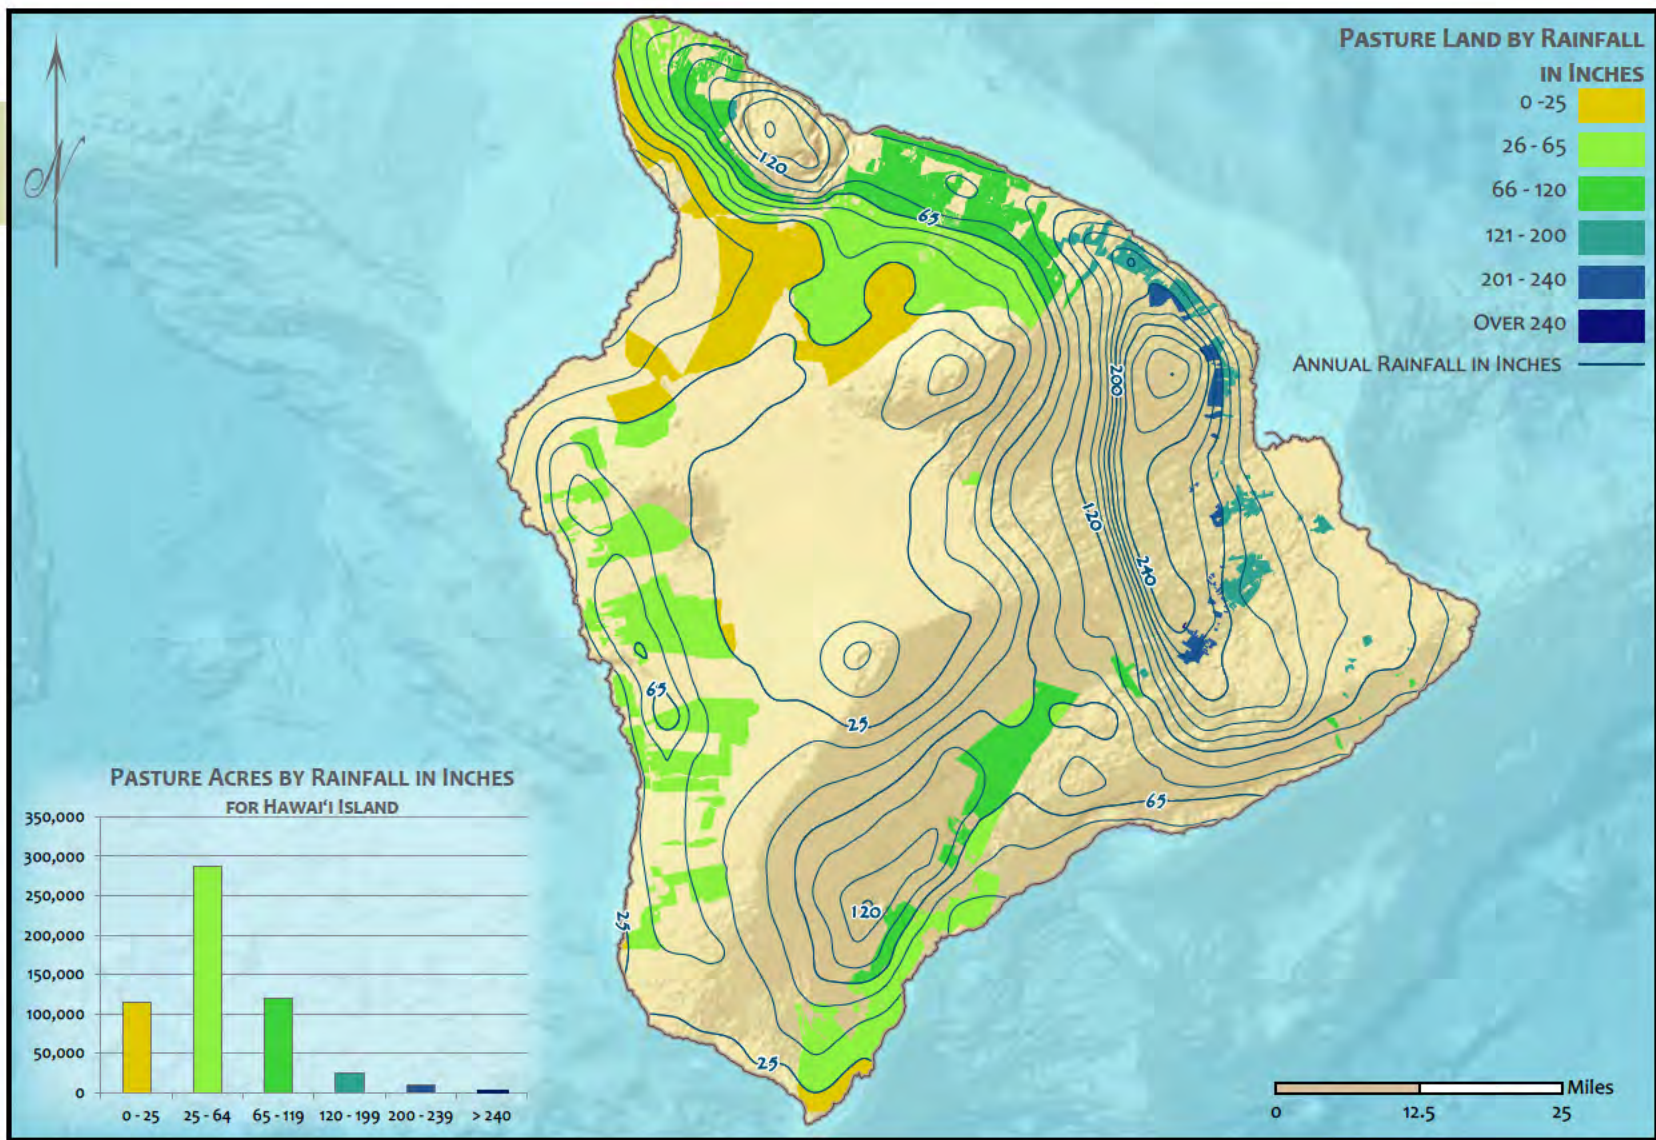 N
PASTURE LAND BY RAINFALL
IN INCHES
0 -25
26 - 65
66 - 120
121 - 200
201 - 240
OVER 240
ANNUAL RAINFALL IN INCHES
120
65
200
120
240
65
25
65
120
25
25
PASTURE ACRES BY RAINFALL IN INCHES
FOR HAWAI‘I ISLAND
350,000
300,000
250,000
200,000
150,000
100,000
50,000
0
0 - 25 25 - 64 65 - 119 120 - 199 200 - 239 > 240
Miles
0 12.5 25